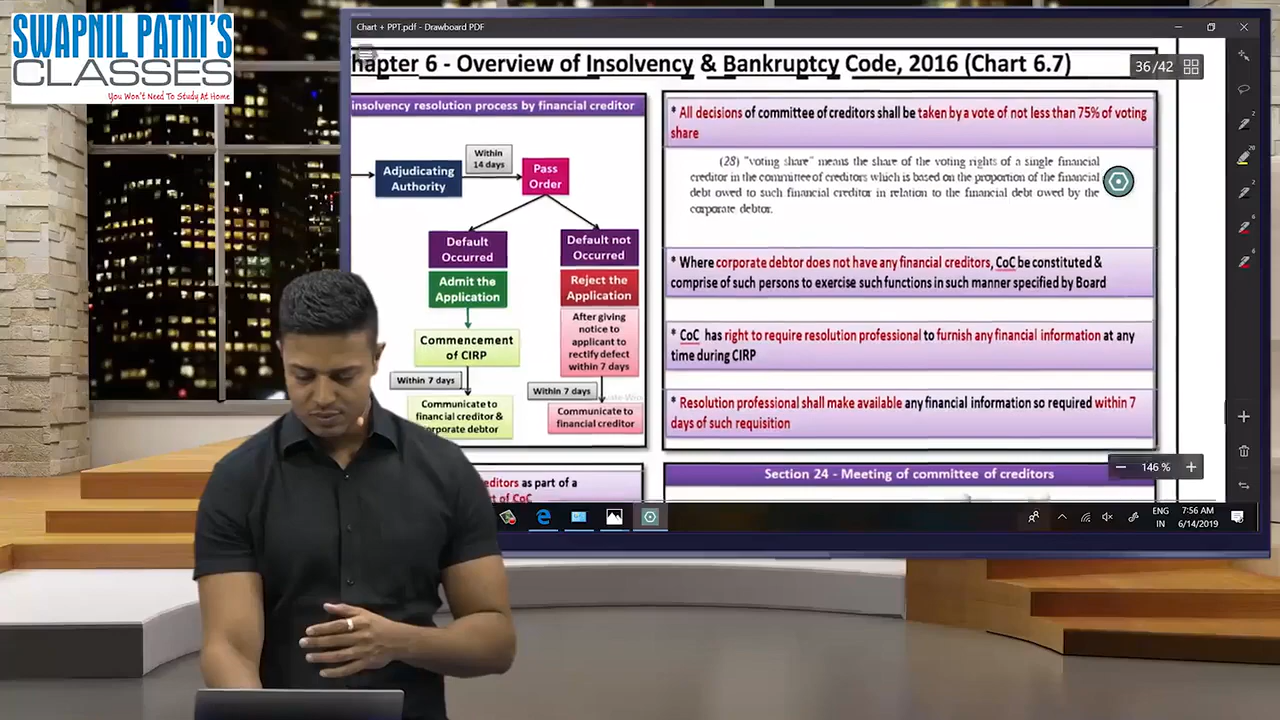 SWAPNIL PATNI'S
CLASSES
You Won't Need To Study At Home
Chart + PPT.pdf - Drawboard PDF
hapter 6 - Overview of Insolvency & Bankruptcy Code, 2016 (Chart 6.7)
36/42
insolvency resolution process by financial creditor
Adjudicating
Authority
Within
14 days
Pass
Order
Default
Occurred
Default not
Occurred
Admit the
Application
Reject the
Application
After giving
notice to
applicant to
rectify defect
within 7 days
Commencement
of CIRP
Within 7 days
Within 7 days
Communicate to
financial creditor &
corporate debtor
Communicate to
financial creditor
editors as part of a
t of CoC
* All decisions of committee of creditors shall be taken by a vote of not less than 75% of voting
share
(28) "voting share" means the share of the voting rights of a single financial
creditor in the committee of creditors which is based on the proportion of the financial
debt owed to such financial creditor in relation to the financial debt owed by the
corporate debtor.
* Where corporate debtor does not have any financial creditors, CoC be constituted &
comprise of such persons to exercise such functions in such manner specified by Board
* CoC has right to require resolution professional to furnish any financial information at any
time during CIRP
* Resolution professional shall make available any financial information so required within 7
days of such requisition
Section 24 - Meeting of committee of creditors
146 %
ENG
IN
7:56 AM
6/14/2019